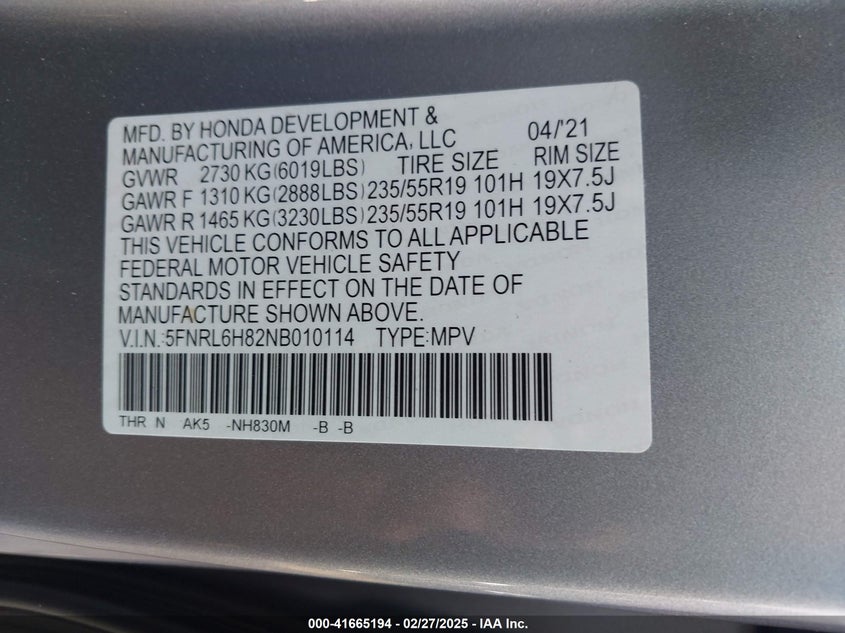 MFD. BY HONDA DEVELOPMENT &
MANUFACTURING OF AMERICA, LLC 04/'21
GVWR 2730 KG(6019LBS) TIRE SIZE RIM SIZE
GAWR F 1310 KG(2888LBS) 235/55R19 101H 19X7.5J
GAWR R 1465 KG(3230LBS) 235/55R19 101H 19X7.5J
THIS VEHICLE CONFORMS TO ALL APPLICABLE
FEDERAL MOTOR VEHICLE SAFETY
STANDARDS IN EFFECT ON THE DATE OF
MANUFACTURE SHOWN ABOVE.
V.I.N.:5FNRL6H82NB010114 TYPE:MPV
THR N AK5 -NH830M -B -B
000-41665194 - 02/27/2025 - IAA Inc.